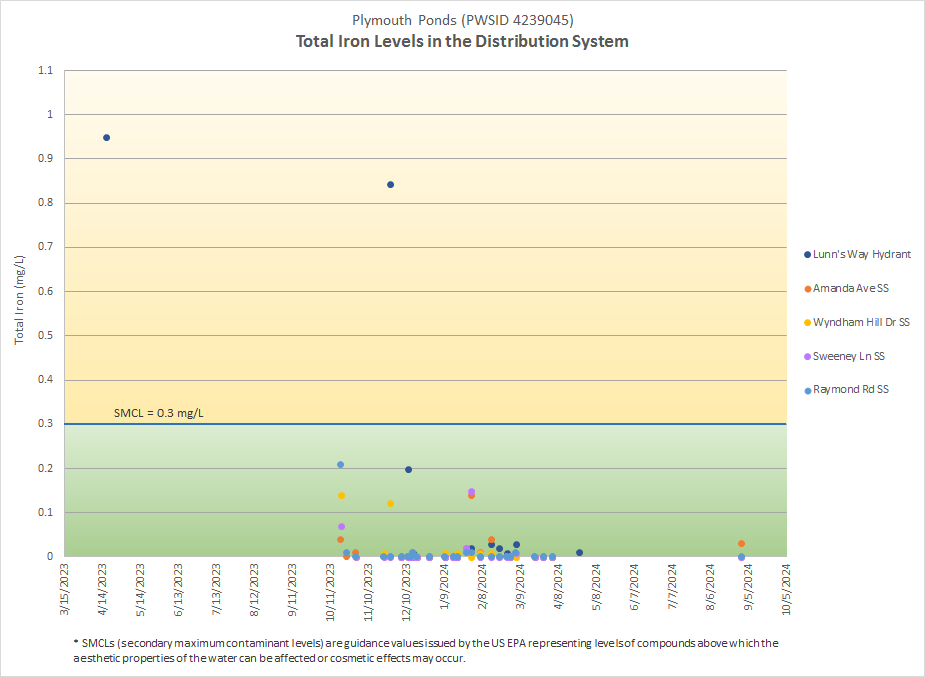 Plymouth Ponds (PWSID 4239045)
Total Iron Levels in the Distribution System
Total Iron (mg/L)
1.1
1
0.9
0.8
0.7
0.6
0.5
0.4
0.3
0.2
0.1
0
SMCL = 0.3 mg/L
3/15/2023
4/14/2023
5/14/2023
6/13/2023
7/13/2023
8/12/2023
9/11/2023
10/11/2023
11/10/2023
12/10/2023
1/9/2024
2/8/2024
3/9/2024
4/8/2024
5/8/2024
6/7/2024
7/7/2024
8/6/2024
9/5/2024
10/5/2024
Lunn's Way Hydrant
Amanda Ave SS
Wyndham Hill Dr SS
Sweeney Ln SS
Raymond Rd SS
* SMCLs (secondary maximum contaminant levels) are guidance values issued by the US EPA representing levels of compounds above which the
aesthetic properties of the water can be affected or cosmetic effects may occur.